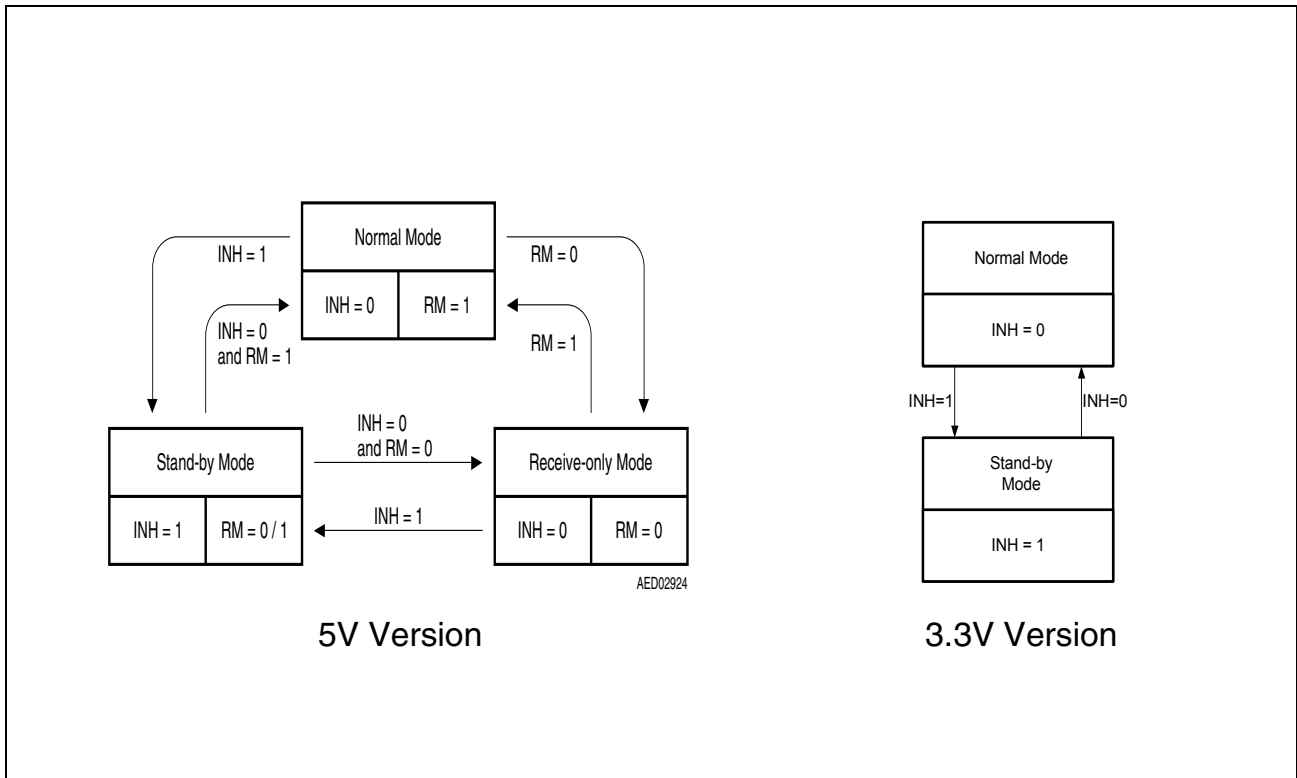 Normal Mode
INH = 0
RM = 1
INH = 1
RM = 0
INH = 0
and RM = 1
RM = 1
INH = 0
and RM = 0
INH = 1
Stand-by Mode
INH = 1
RM = 0 / 1
Receive-only Mode
INH = 0
RM = 0
AED02924
5V Version
Normal Mode
INH = 0
INH=1
INH=0
Stand-by
Mode
INH = 1
3.3V Version